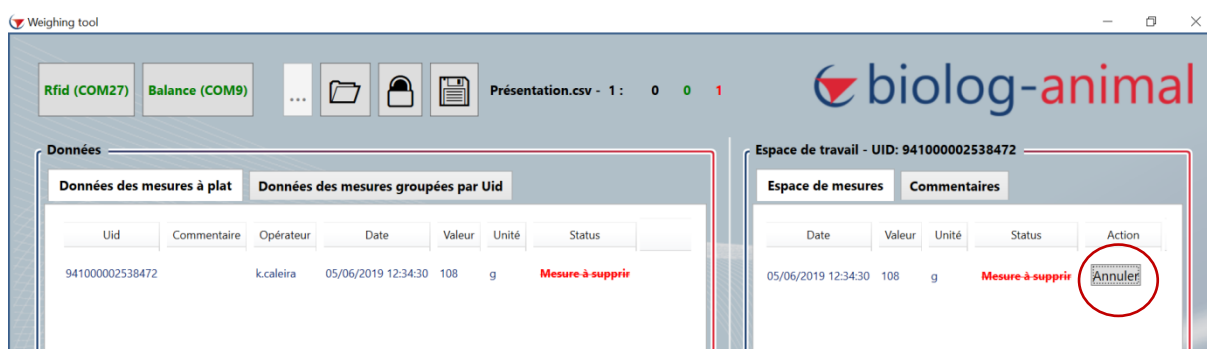 Weighing tool
Rfid (COM27) Balance (COM9) ... Présentation.csv - 1 : 0 0 1
biolog-animal
Données
Données des mesures à plat Données des mesures groupées par Uid
Uid Commentaire Opérateur Date Valeur Unité Status
941000002538472 k.caleira 05/06/2019 12:34:30 108 g Mesure à supprir
Espace de travail - UID: 941000002538472
Espace de mesures Commentaires
Date Valeur Unité Status Action
05/06/2019 12:34:30 108 g Mesure à supprir Annuler